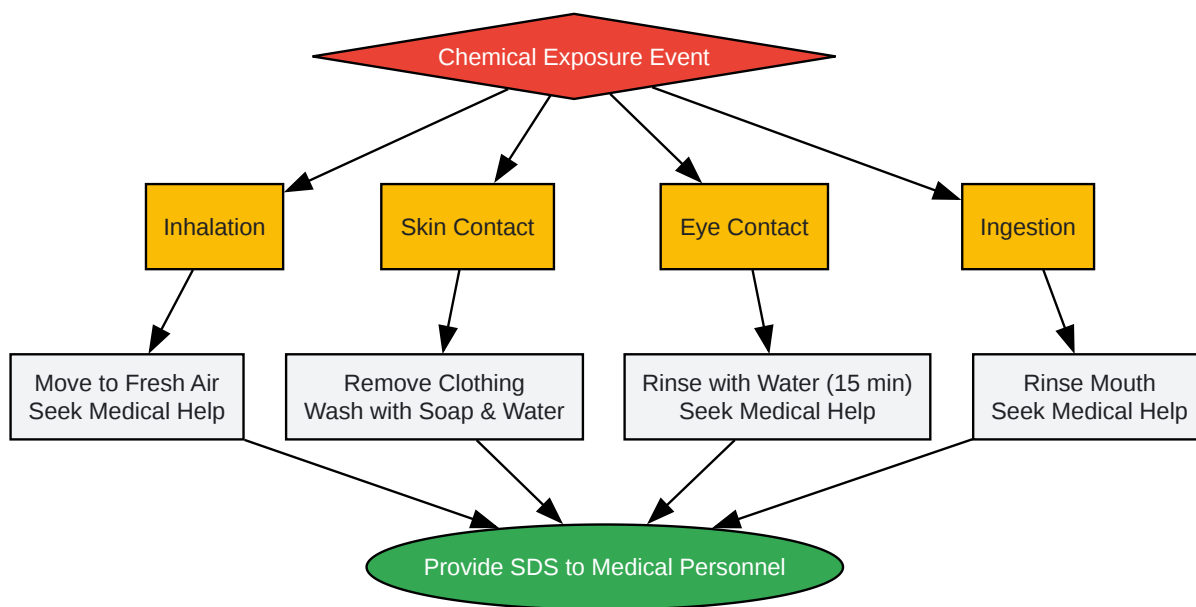 Chemical Exposure Event
Inhalation
Skin Contact
Eye Contact
Ingestion
Move to Fresh Air
Seek Medical Help
Remove Clothing
Wash with Soap & Water
Rinse with Water (15 min)
Seek Medical Help
Rinse Mouth
Seek Medical Help
Provide SDS to Medical Personnel